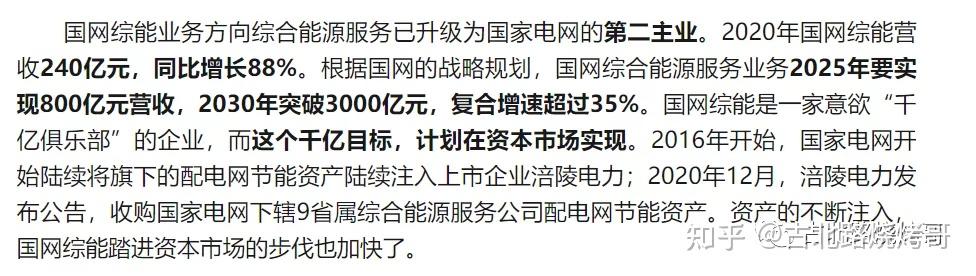 国网综能业务方向综合能源服务已升级为国家电网的第二主业。2020年国网综能营
收240亿元，同比增长88%。根据国网的战略规划，国网综合能源服务业务2025年要实
现800亿元营收，2030年突破3000亿元，复合增速超过35%。国网综能是一家意欲“千
亿俱乐部”的企业，而这个千亿目标，计划在资本市场实现。2016年开始，国家电网开
始陆续将旗下的配电网节能资产陆续注入上市企业涪陵电力；2020年12月，涪陵电力发
布公告，收购国家电网下辖9省属综合能源服务公司配电网节能资产。资产的不断注入，
国网综能踏进资本市场的步伐也加快了。
知乎 @古北路烧烤哥